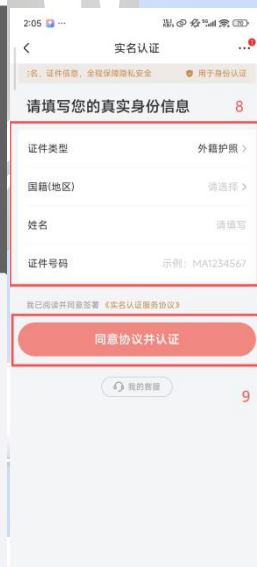 2:05
实名认证
:名，证件信息，全程保障隐私安全 用于身份认证
请填写您的真实身份信息 8
证件类型 外籍护照 >
国籍(地区) 请选择 >
姓名 请填写
证件号码 示例：MA1234567
我已阅读并同意签署《实名认证服务协议》
同意协议并认证
我的客服
9